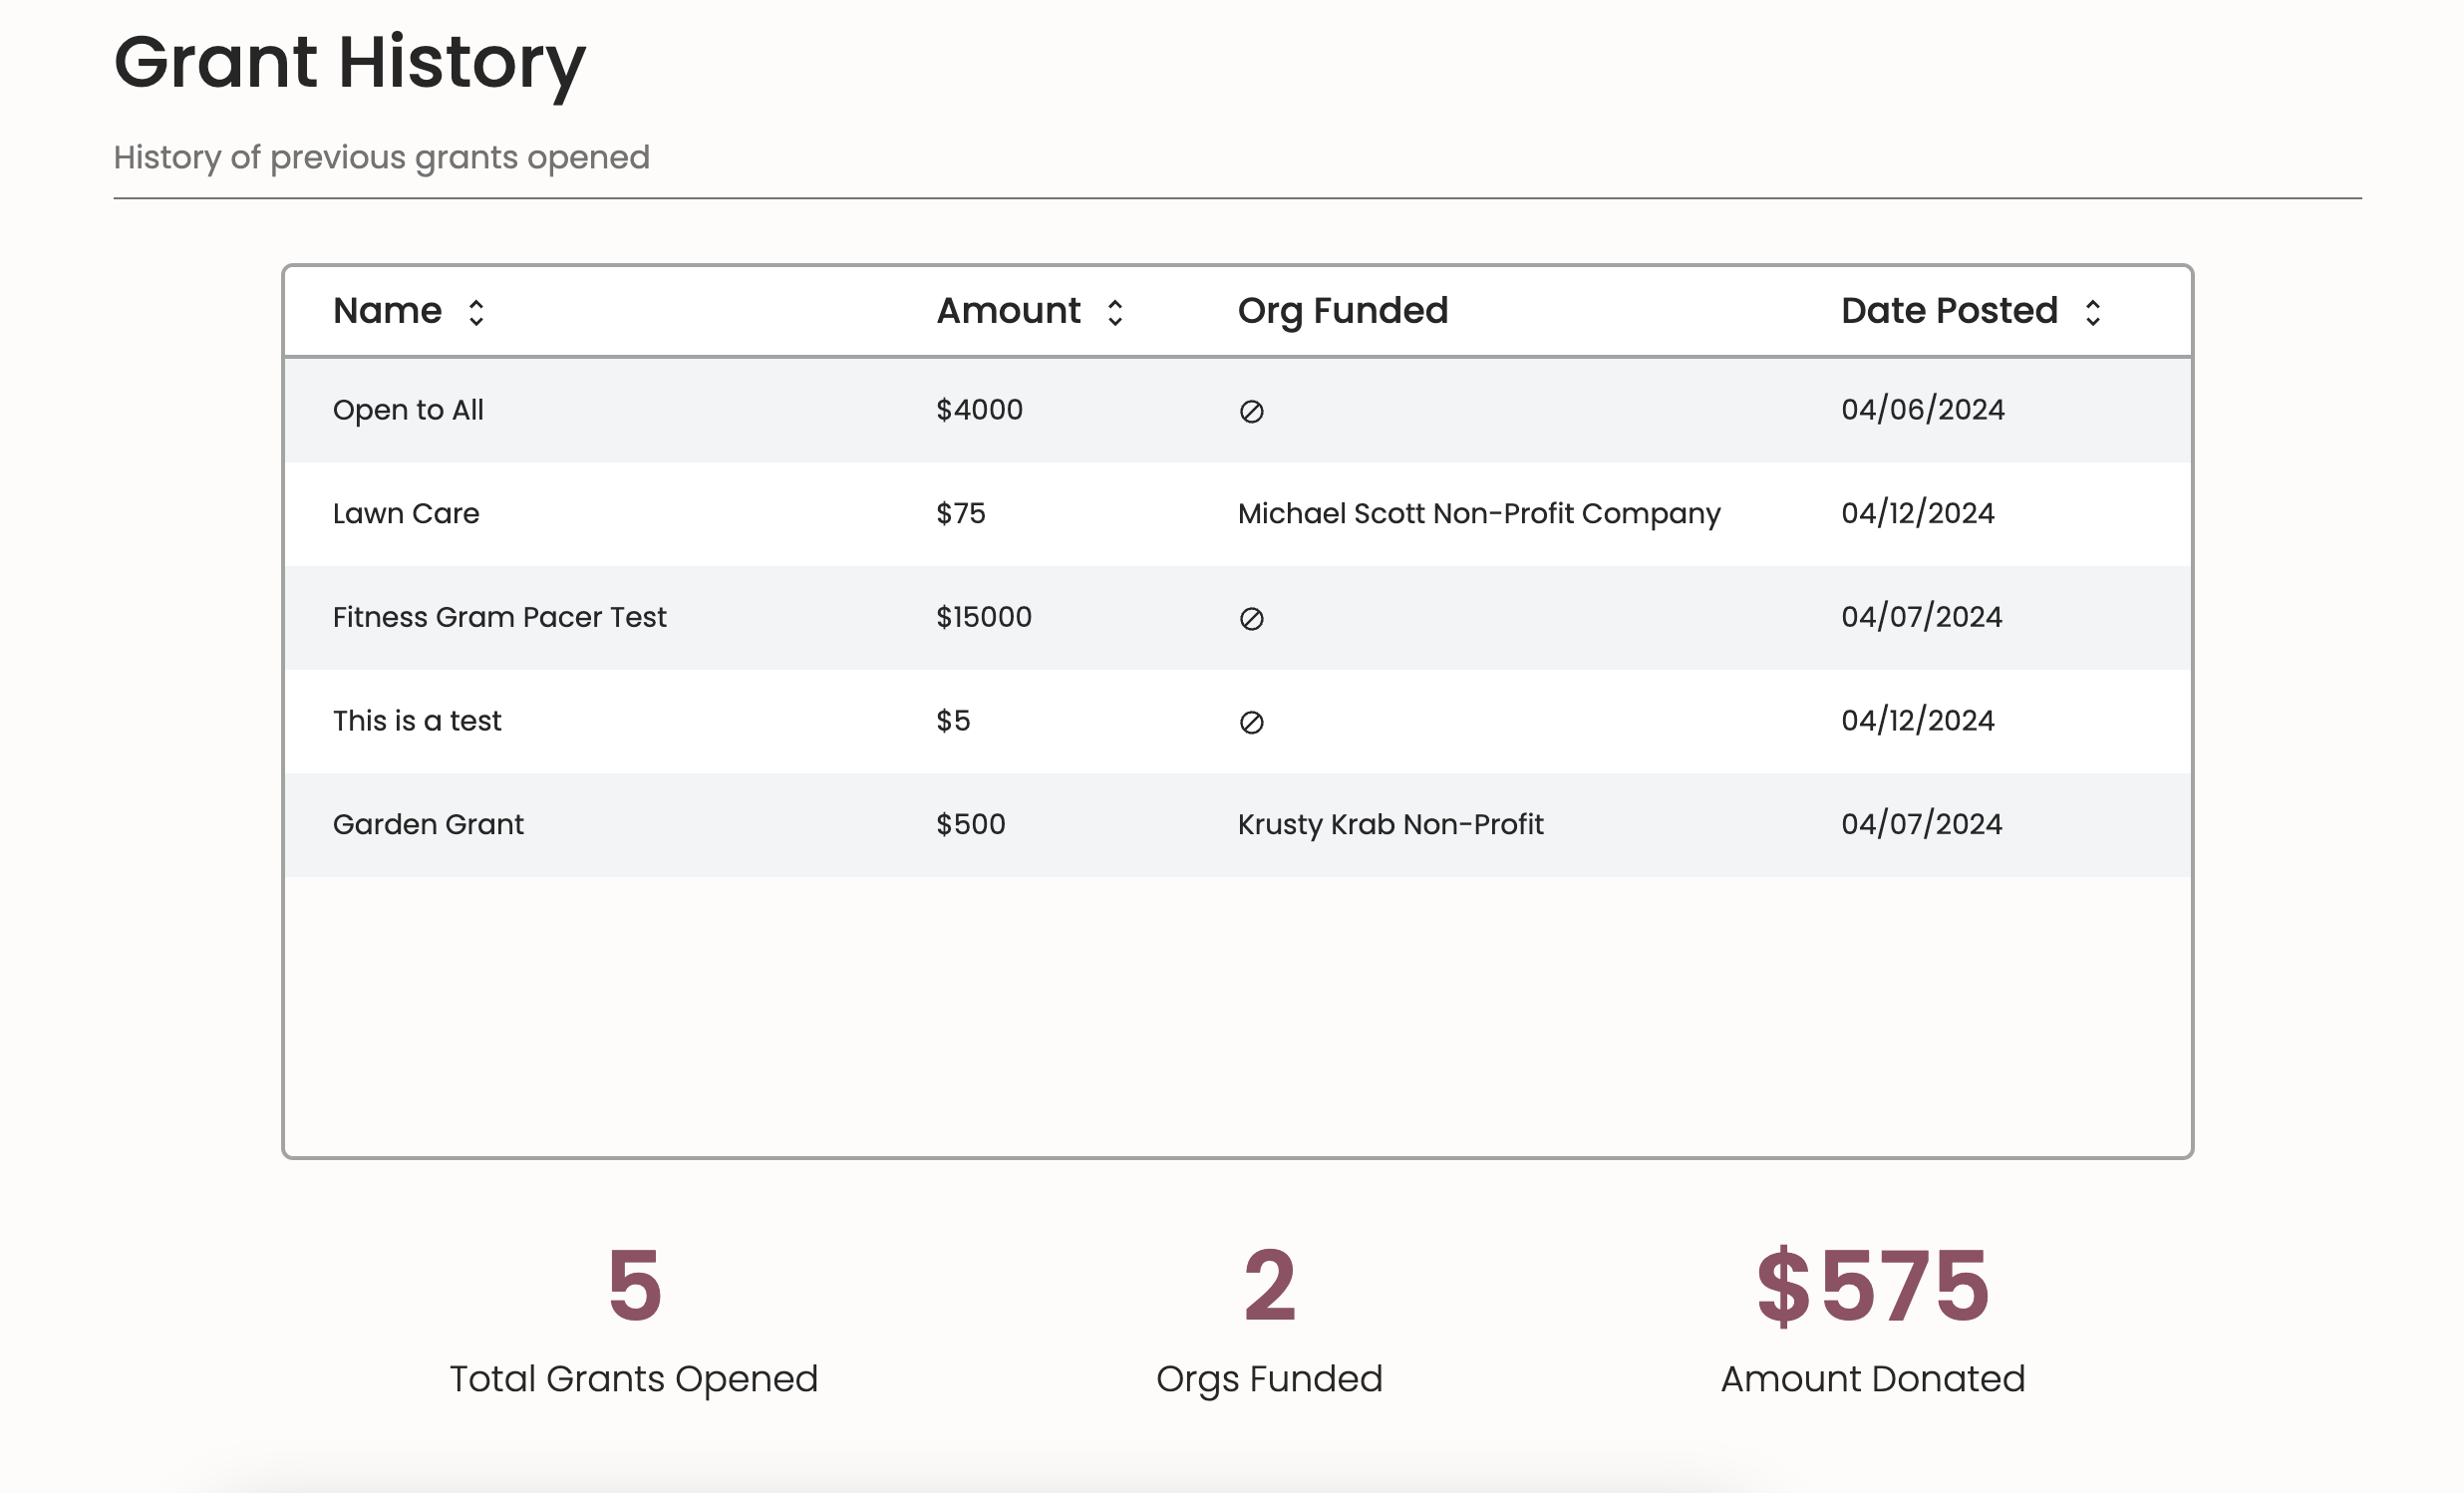 Grant History
History of previous grants opened
Name Amount Org Funded Date Posted
Open to All $4000 04/06/2024
Lawn Care $75 Michael Scott Non-Profit Company 04/12/2024
Fitness Gram Pacer Test $15000 04/07/2024
This is a test $5 04/12/2024
Garden Grant $500 Krusty Krab Non-Profit 04/07/2024
5 2 $575
Total Grants Opened Orgs Funded Amount Donated